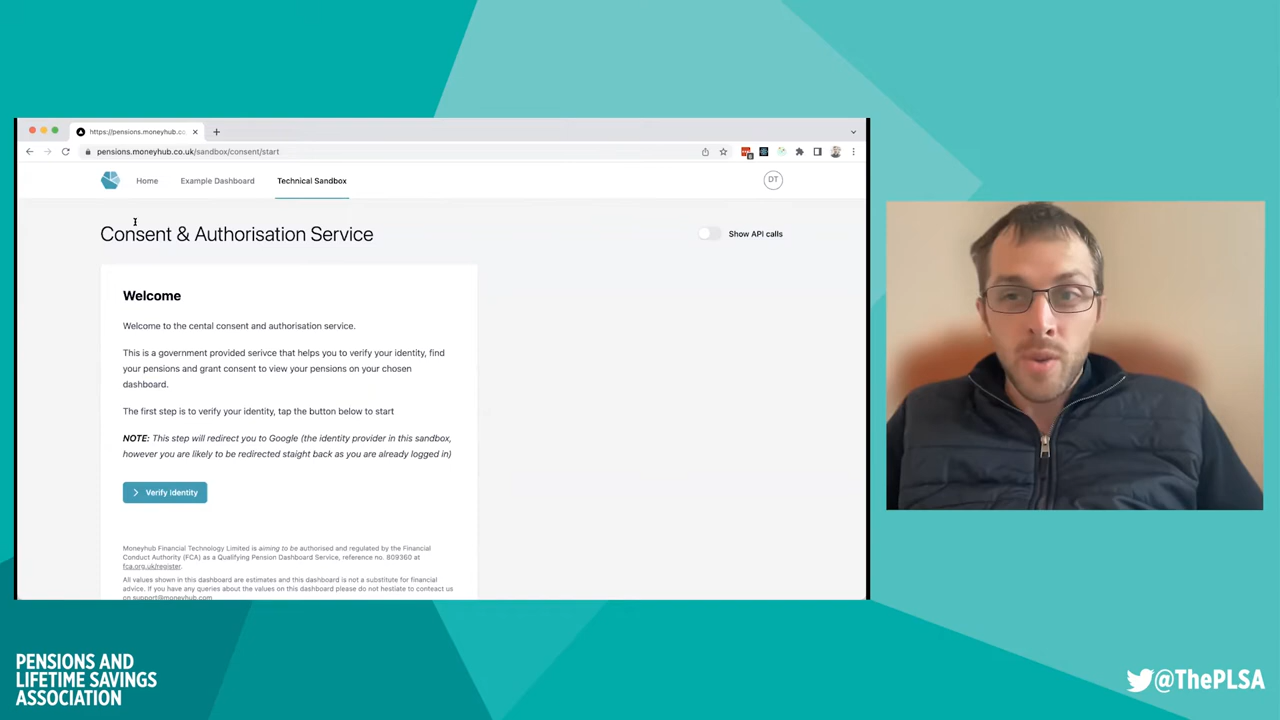 https://pensions.moneyhub.co
pensions.moneyhub.co.uk/sandbox/consent/start
Home
Example Dashboard
Technical Sandbox
DT
Consent & Authorisation Service
Show API calls
Welcome
Welcome to the cental consent and authorisation service.
This is a government provided serivce that helps you to verify your identity, find
your pensions and grant consent to view your pensions on your chosen
dashboard.
The first step is to verify your identity, tap the button below to start
NOTE: This step will redirect you to Google (the identity provider in this sandbox,
however you are likely to be redirected staight back as you are already logged in)
Verify identity
Moneyhub Financial Technology Limited is aiming to be authorised and regulated by the Financial
Conduct Authority (FCA) as a Qualifying Pension Dashboard Service, reference no. 809360 at
fca.org.uk/register.
All values shown in this dashboard are estimates and this dashboard is not a substitute for financial
advice. If you have any queries about the values on this dashboard please do not hestiate to conteact us
on support@moneyhub.com
PENSIONS AND
LIFETIME SAVINGS
ASSOCIATION
@ThePLSA